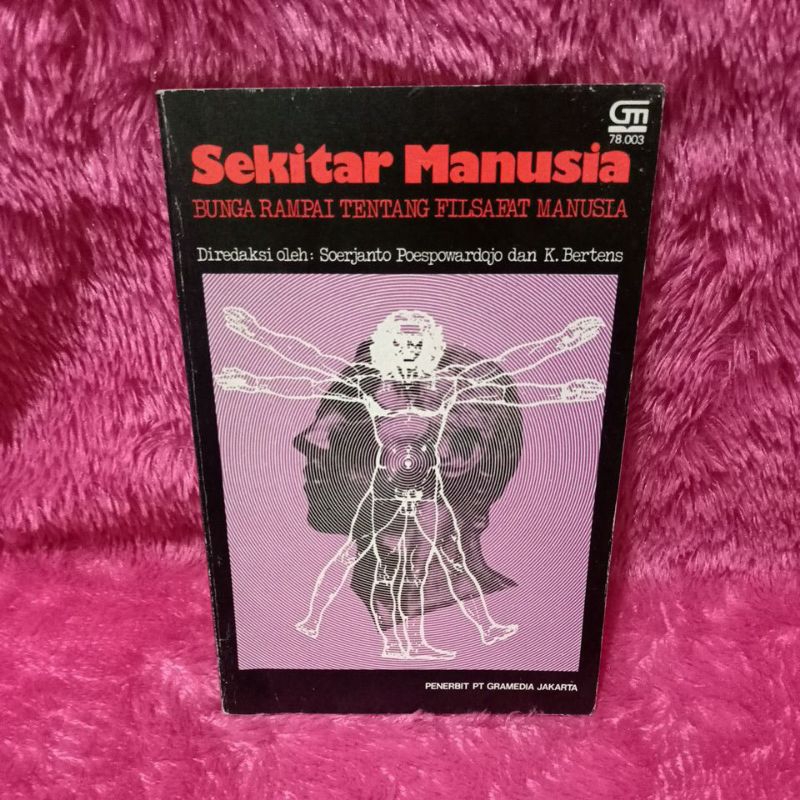 Gm
78.003
Sekitar Manusia
BUNGA RAMPAI TENTANG FILSAFAT MANUSIA
Diredaksi oleh: Soerjanto Poespowardojo dan K. Bertens
PENERBIT PT GRAMEDIA JAKARTA